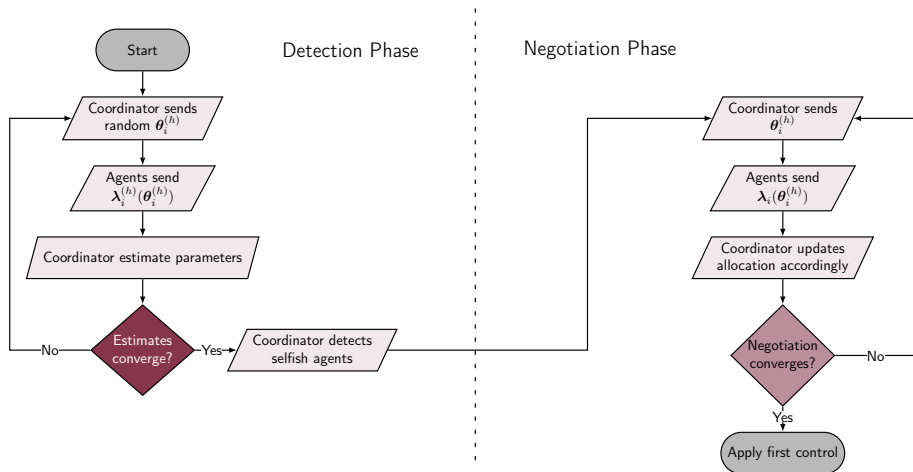 Start
Detection Phase
Negotiation Phase
Coordinator sends
random θ_i^(h)
Agents send
λ_i^(h)(θ_i^(h))
Coordinator estimate parameters
Estimates
converge?
No
Yes
Coordinator detects
selfish agents
Coordinator sends
θ_i^(h)
Agents send
λ_i(θ_i^(h))
Coordinator updates
allocation accordingly
Negotiation
converges?
No
Yes
Apply first control